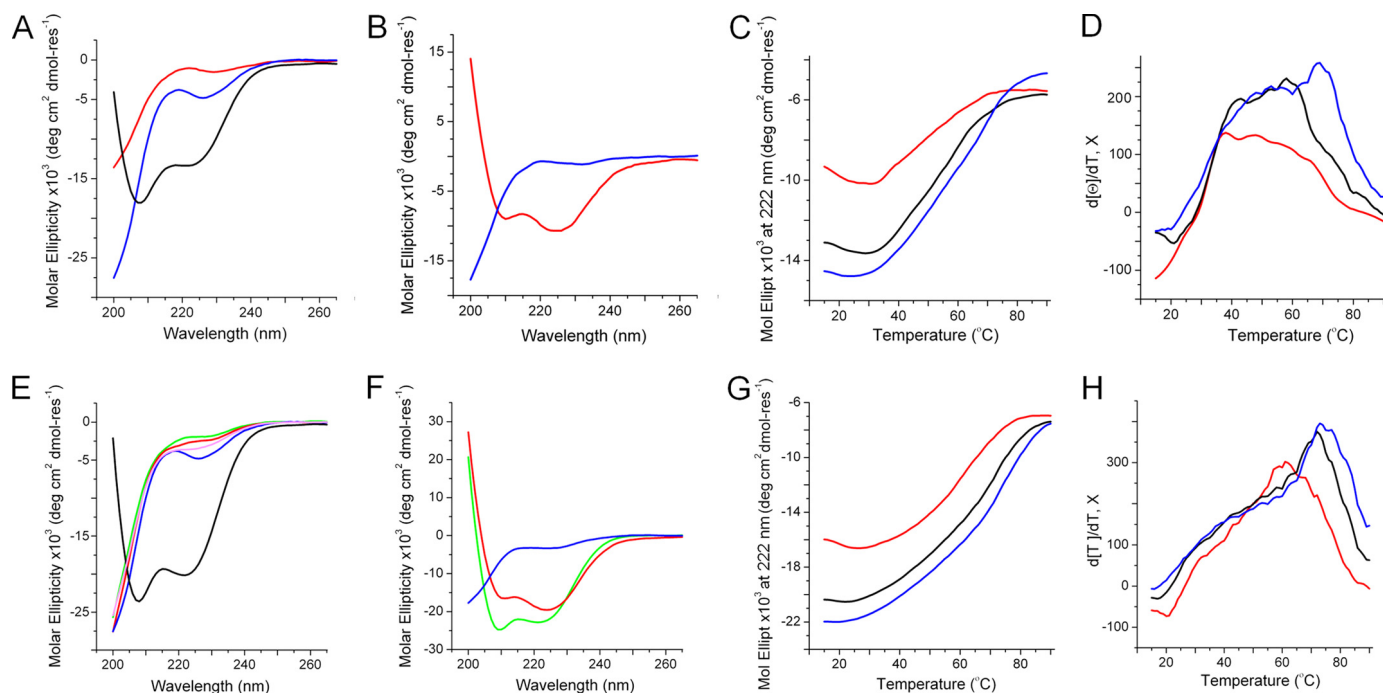 A
Molar Ellipticity x10³ (deg cm² dmol-res⁻¹)
0
-5
-15
-25
200 220 240 260
Wavelength (nm)
B
Molar Ellipticity x10³ (deg cm² dmol-res⁻¹)
15
5
-5
-15
200 220 240 260
Wavelength (nm)
C
Mol Ellipt x10³ at 222 nm (deg cm² dmol-res⁻¹)
-6
-10
-14
20 40 60 80
Temperature (°C)
D
d[Θ]/dT, X
200
100
0
-100
20 40 60 80
Temperature (°C)
E
Molar Ellipticity x10³ (deg cm² dmol-res⁻¹)
0
-5
-15
-25
200 220 240 260
Wavelength (nm)
F
Molar Ellipticity x10³ (deg cm² dmol-res⁻¹)
30
20
10
0
-10
-20
-30
200 220 240 260
Wavelength (nm)
G
Mol Ellipt x10³ at 222 nm (deg cm² dmol-res⁻¹)
-6
-10
-14
-18
-22
20 40 60 80
Temperature (°C)
H
d[T ]/dT, X
300
100
0
-100
20 40 60 80
Temperature (°C)